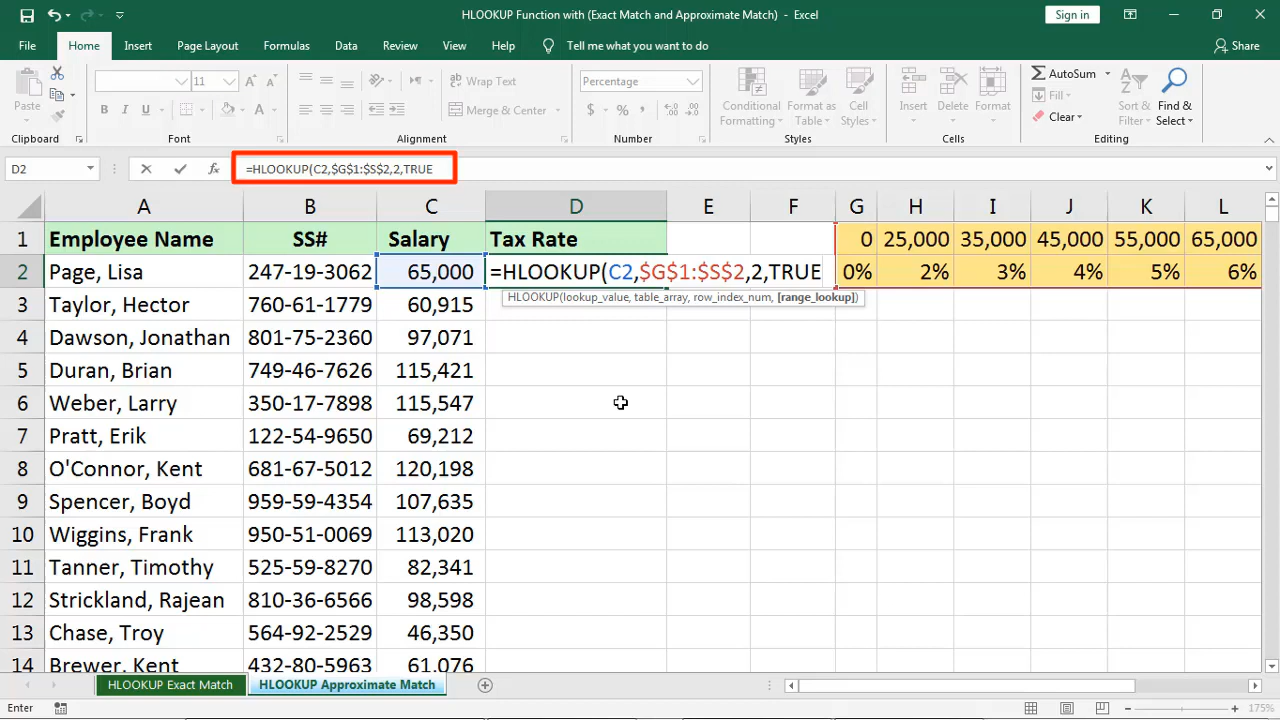 HLOOKUP Function with (Exact Match and Approximate Match) - Excel
Sign in
File Home Insert Page Layout Formulas Data Review View Help Tell me what you want to do Share
Paste
Clipboard
11
B I U
A A
Font
Wrap Text
Merge & Center
Alignment
Percentage
$ % ,
Number
Conditional Formatting
Format as Table
Cell Styles
Styles
Insert Delete Format
Cells
AutoSum
Fill
Clear
Sort & Filter
Find & Select
Editing
D2 fx =HLOOKUP(C2,$G$1:$S$2,2,TRUE
A B C D E F G H I J K L
1 Employee Name SS# Salary Tax Rate 0 25,000 35,000 45,000 55,000 65,000
2 Page, Lisa 247-19-3062 65,000 =HLOOKUP(C2,$G$1:$S$2,2,TRUE 0% 2% 3% 4% 5% 6%
HLOOKUP(lookup_value, table_array, row_index_num, [range_lookup])
3 Taylor, Hector 760-61-1779 60,915
4 Dawson, Jonathan 801-75-2360 97,071
5 Duran, Brian 749-46-7626 115,421
6 Weber, Larry 350-17-7898 115,547
7 Pratt, Erik 122-54-9650 69,212
8 O'Connor, Kent 681-67-5012 120,198
9 Spencer, Boyd 959-59-4354 107,635
10 Wiggins, Frank 950-51-0069 113,020
11 Tanner, Timothy 525-59-8270 82,341
12 Strickland, Rajean 810-36-6566 98,598
13 Chase, Troy 564-92-2529 46,350
14 Brewer, Kent 432-80-5963 61,076
HLOOKUP Exact Match HLOOKUP Approximate Match
Enter 175%